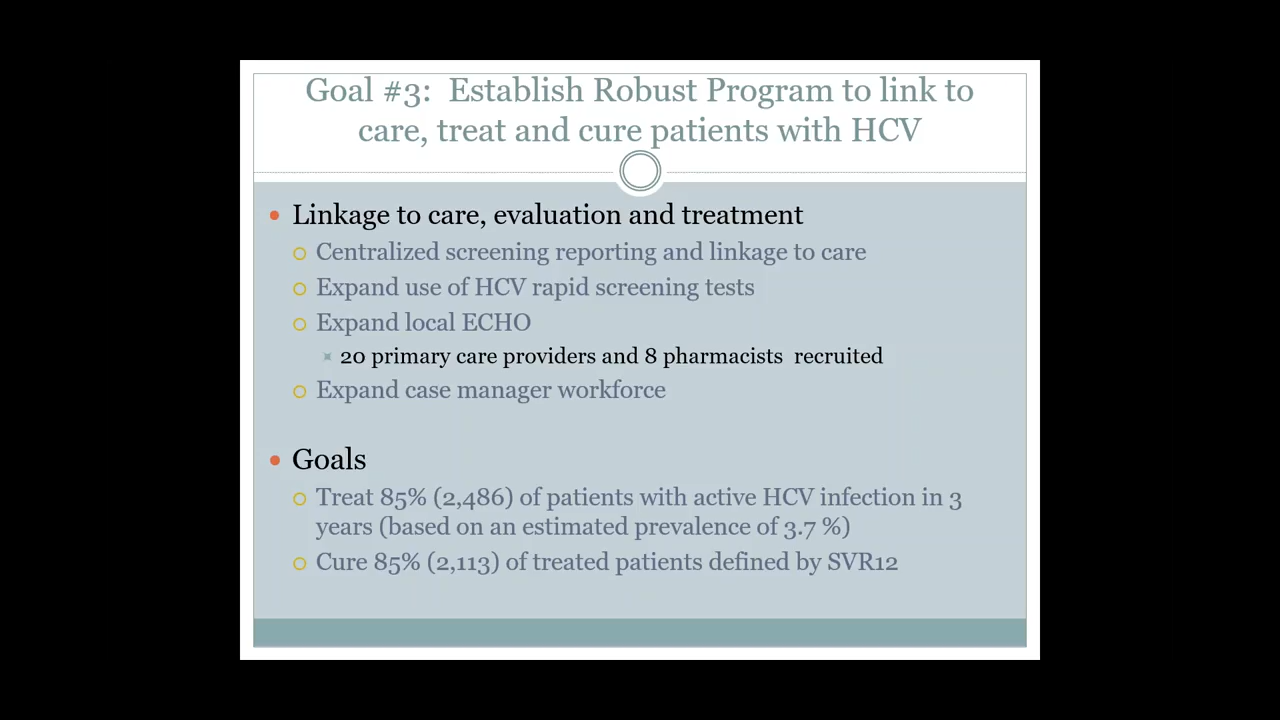 Goal #3:  Establish Robust Program to link to
care, treat and cure patients with HCV
Linkage to care, evaluation and treatment
Centralized screening reporting and linkage to care
Expand use of HCV rapid screening tests
Expand local ECHO
20 primary care providers and 8 pharmacists  recruited
Expand case manager workforce
Goals
Treat 85% (2,486) of patients with active HCV infection in 3
years (based on an estimated prevalence of 3.7 %)
Cure 85% (2,113) of treated patients defined by SVR12